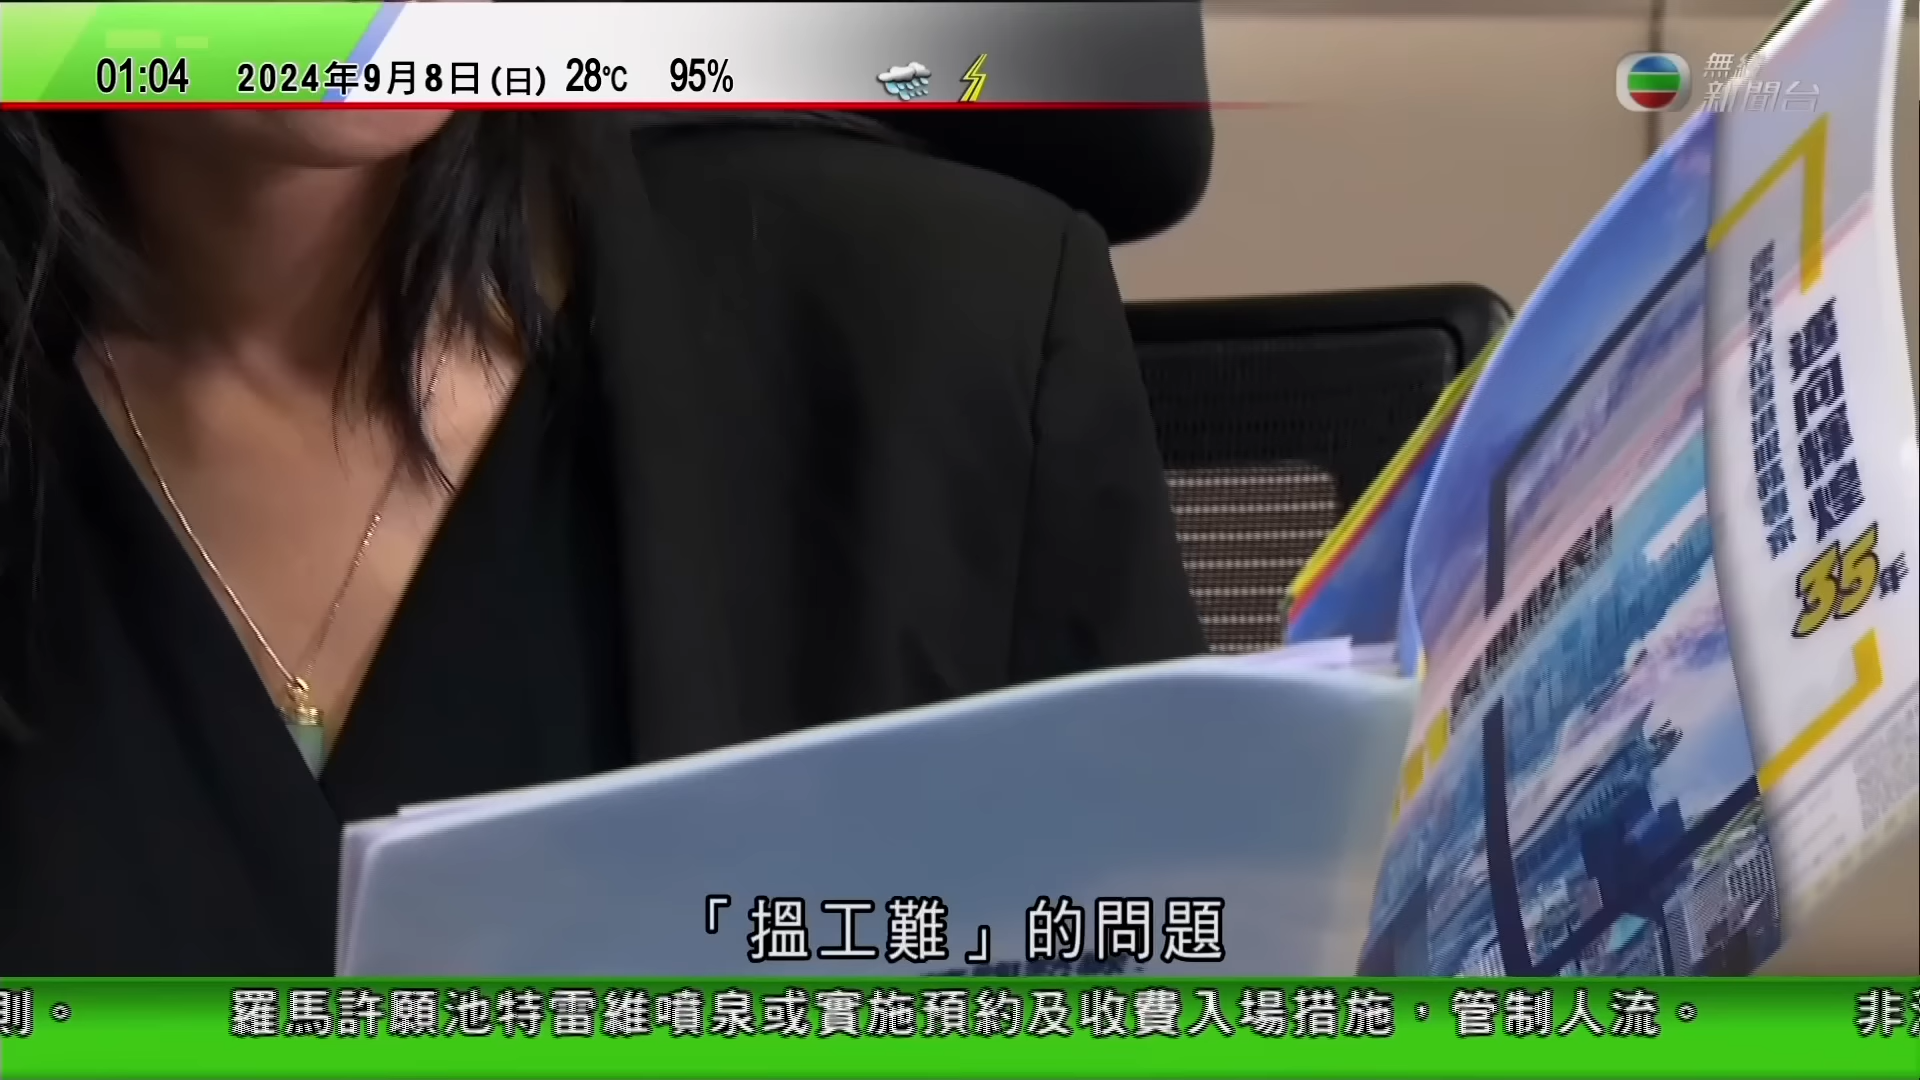 01:04 2024年9月8日(日) 28℃ 95%
無綫
新聞台
邁向輝煌
35年
「搵工難」的問題
則。 羅馬許願池特雷維噴泉或實施預約及收費入場措施，管制人流。 非